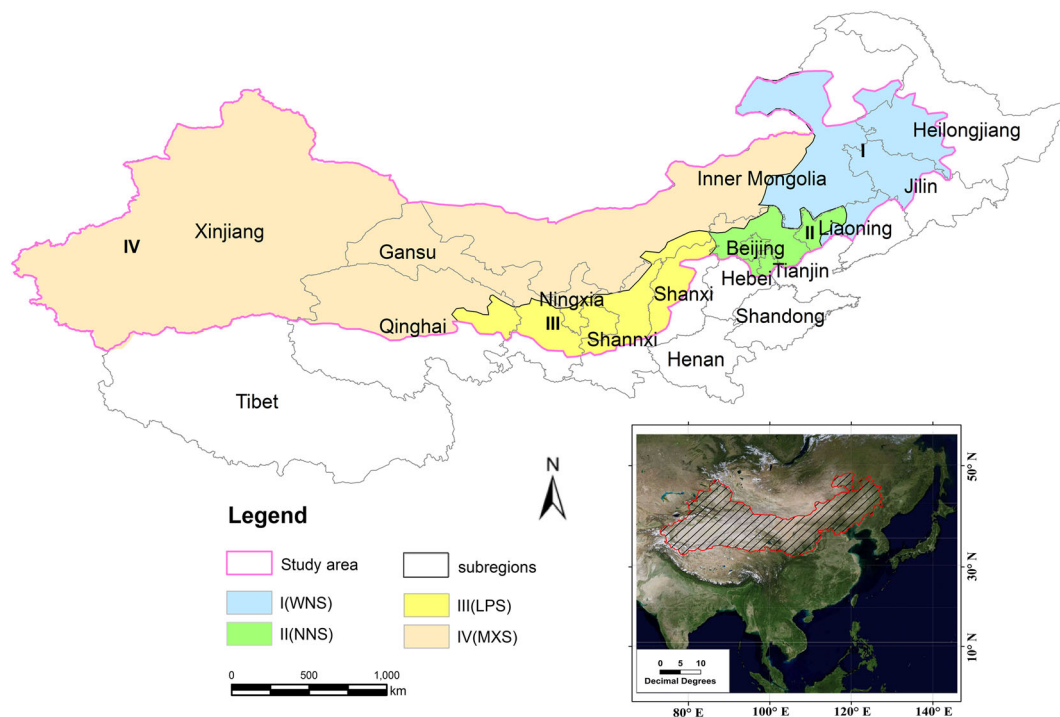 Heilongjiang
I
Inner Mongolia
Jilin
Xinjiang
IV
II
Liaoning
Gansu
Beijing
Tianjin
Hebei
Ningxia
Shanxi
Shandong
Qinghai
III
Shannxi
Henan
Tibet
N
Legend
Study area
subregions
I(WNS)
III(LPS)
II(NNS)
IV(MXS)
0 500 1,000
km
50° N
30° N
10° N
0 5 10
Decimal Degrees
80° E 100° E 120° E 140° E